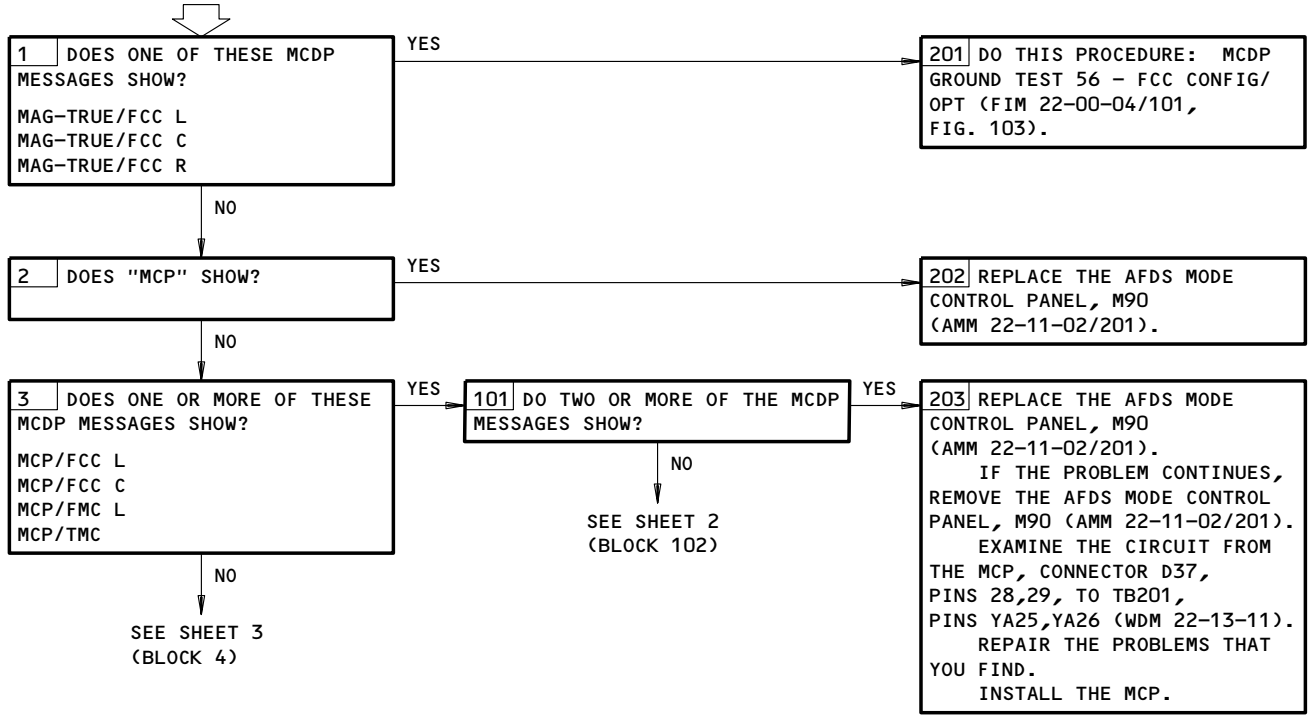 1 DOES ONE OF THESE MCDP
MESSAGES SHOW?
MAG-TRUE/FCC L
MAG-TRUE/FCC C
MAG-TRUE/FCC R
YES
201 DO THIS PROCEDURE: MCDP
GROUND TEST 56 - FCC CONFIG/
OPT (FIM 22-00-04/101,
FIG. 103).
NO
2 DOES "MCP" SHOW?
YES
202 REPLACE THE AFDS MODE
CONTROL PANEL, M90
(AMM 22-11-02/201).
NO
3 DOES ONE OR MORE OF THESE
MCDP MESSAGES SHOW?
MCP/FCC L
MCP/FCC C
MCP/FMC L
MCP/TMC
YES
101 DO TWO OR MORE OF THE MCDP
MESSAGES SHOW?
YES
203 REPLACE THE AFDS MODE
CONTROL PANEL, M90
(AMM 22-11-02/201).
IF THE PROBLEM CONTINUES,
REMOVE THE AFDS MODE CONTROL
PANEL, M90 (AMM 22-11-02/201).
EXAMINE THE CIRCUIT FROM
THE MCP, CONNECTOR D37,
PINS 28,29, TO TB201,
PINS YA25,YA26 (WDM 22-13-11).
REPAIR THE PROBLEMS THAT
YOU FIND.
INSTALL THE MCP.
NO
SEE SHEET 2
(BLOCK 102)
NO
SEE SHEET 3
(BLOCK 4)